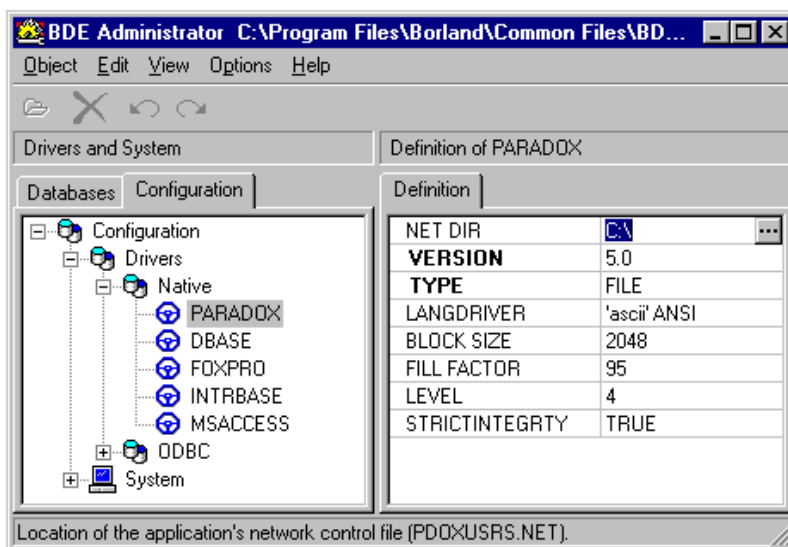 BDE Administrator C:\Program Files\Borland\Common Files\BD...
Object Edit View Options Help
Drivers and System
Definition of PARADOX
Databases Configuration
Definition
Configuration
Drivers
Native
PARADOX
DBASE
FOXPRO
INTRBASE
MSACCESS
ODBC
System
NET DIR C:\
VERSION 5.0
TYPE FILE
LANGDRIVER 'ascii' ANSI
BLOCK SIZE 2048
FILL FACTOR 95
LEVEL 4
STRICTINTEGRTY TRUE
Location of the application's network control file (PDOXUSRS.NET).